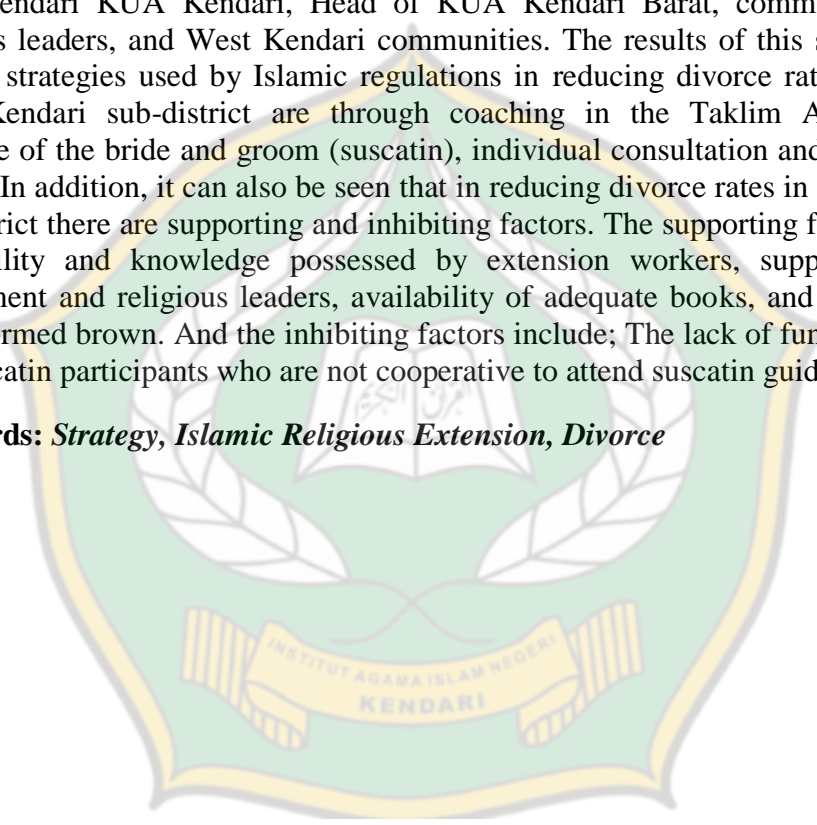 endari KUA Kendari, Head of KUA Kendari Barat, comm
s leaders, and West Kendari communities. The results of this s
strategies used by Islamic regulations in reducing divorce rat
Kendari sub-district are through coaching in the Taklim A
e of the bride and groom (suscatin), individual consultation and
In addition, it can also be seen that in reducing divorce rates in
rict there are supporting and inhibiting factors. The supporting f
ility and knowledge possessed by extension workers, supp
ment and religious leaders, availability of adequate books, and
ormed brown. And the inhibiting factors include; The lack of fun
catin participants who are not cooperative to attend suscatin guid
rds: Strategy, Islamic Religious Extension, Divorce
INSTITUT AGAMA ISLAM NEGERI
KENDARI